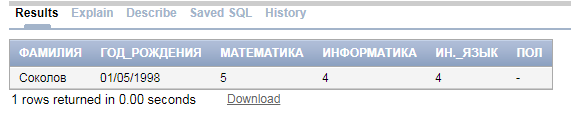 Results Explain Describe Saved SQL History
ФАМИЛИЯ ГОД_РОЖДЕНИЯ МАТЕМАТИКА ИНФОРМАТИКА ИН._ЯЗЫК ПОЛ
Соколов 01/05/1998 5 4 4 -
1 rows returned in 0.00 seconds Download